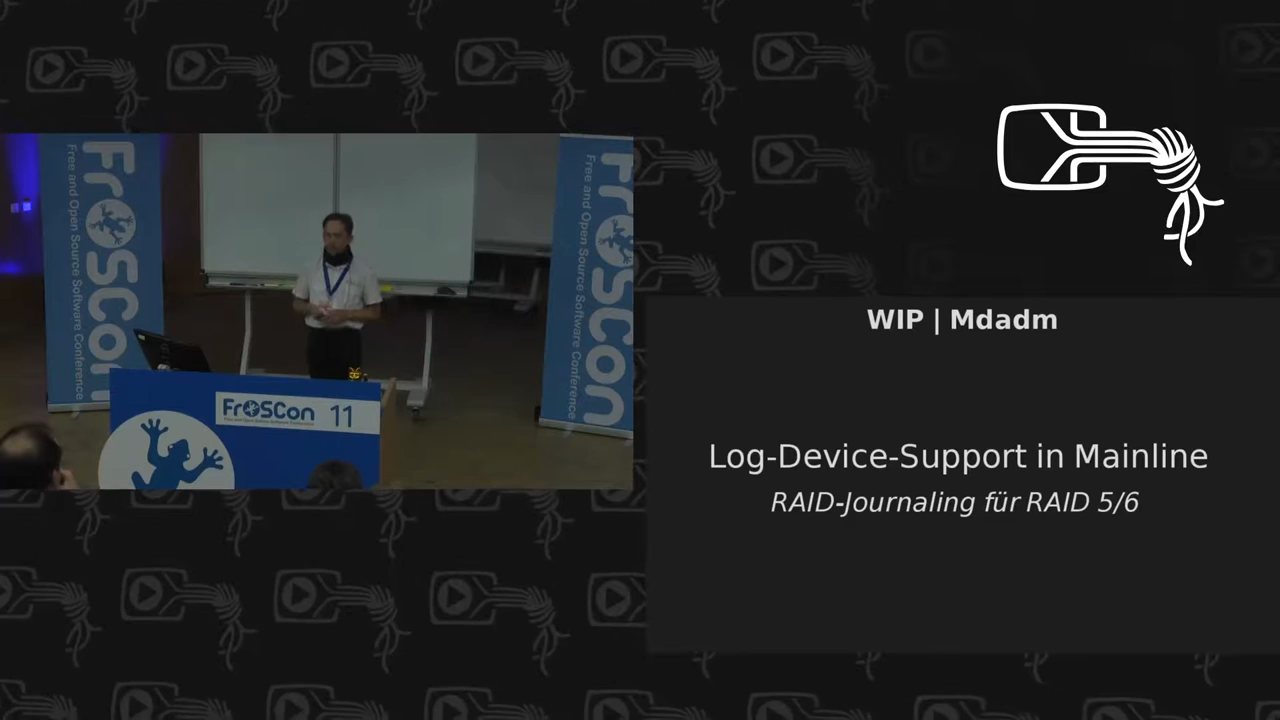 FrOSCon
Free and Open Source Software Conference
FrOSCon
Free and Open Source Software Conference
FrOSCon 11
WIP | Mdadm
Log-Device-Support in Mainline
RAID-Journaling für RAID 5/6